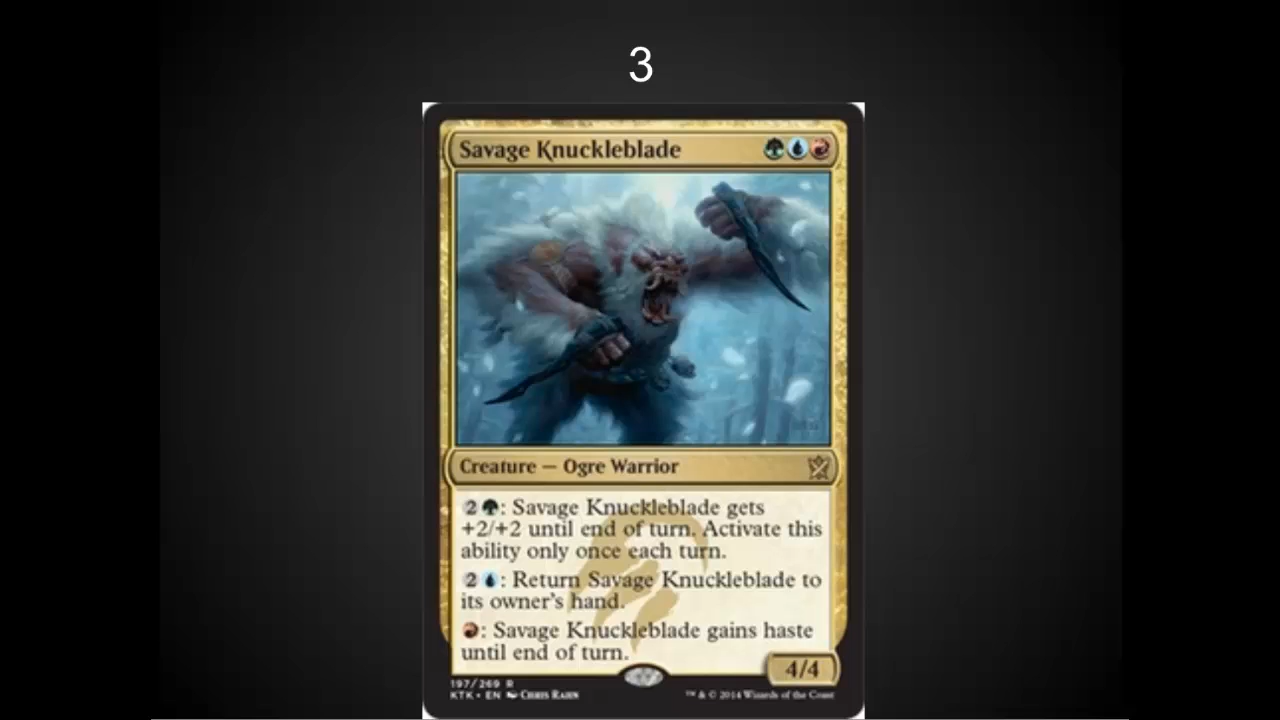 3
Savage Knuckleblade
Creature — Ogre Warrior
2 : Savage Knuckleblade gets
+2/+2 until end of turn. Activate this
ability only once each turn.
2 : Return Savage Knuckleblade to
its owner's hand.
: Savage Knuckleblade gains haste
until end of turn.
4/4
197/269 R
KTK • EN Chris Rahn
™ & © 2014 Wizards of the Coast